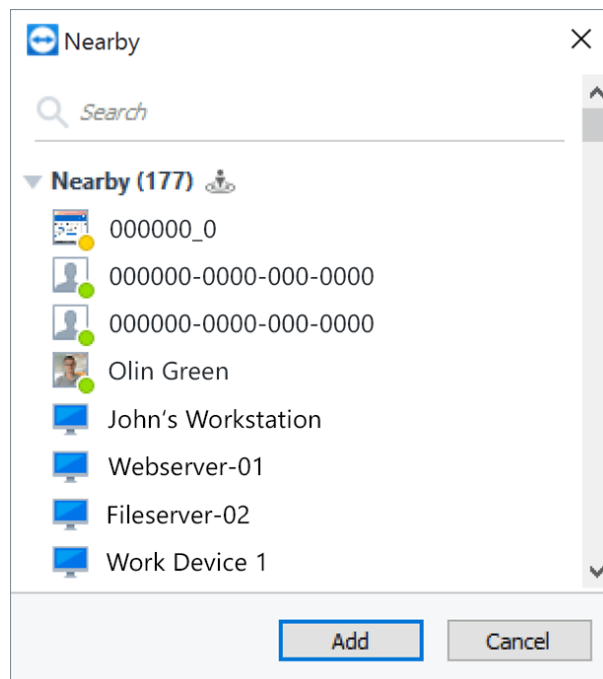 Nearby
Search
Nearby (177)
000000_0
000000-0000-000-0000
000000-0000-000-0000
Olin Green
John‘s Workstation
Webserver-01
Fileserver-02
Work Device 1
Add Cancel